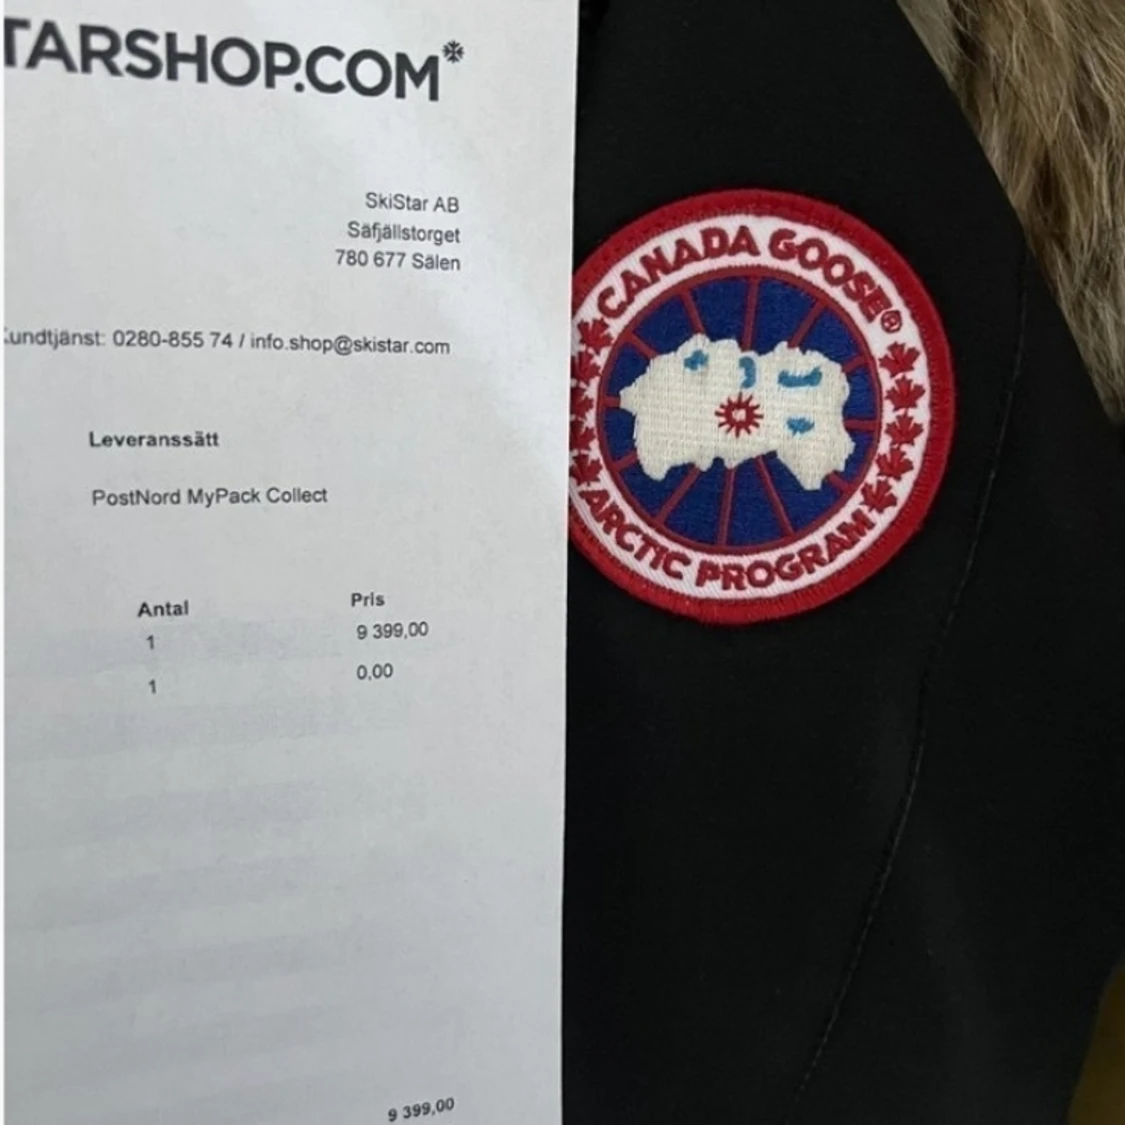 TARSHOP.COM*
SkiStar AB
Säfjällstorget
780 677 Sälen
undtjänst: 0280-855 74 / info.shop@skistar.com
Leveranssätt
PostNord MyPack Collect
Antal Pris
1 9 399,00
1 0,00
9 399,00
CANADA GOOSE®
ARCTIC PROGRAM